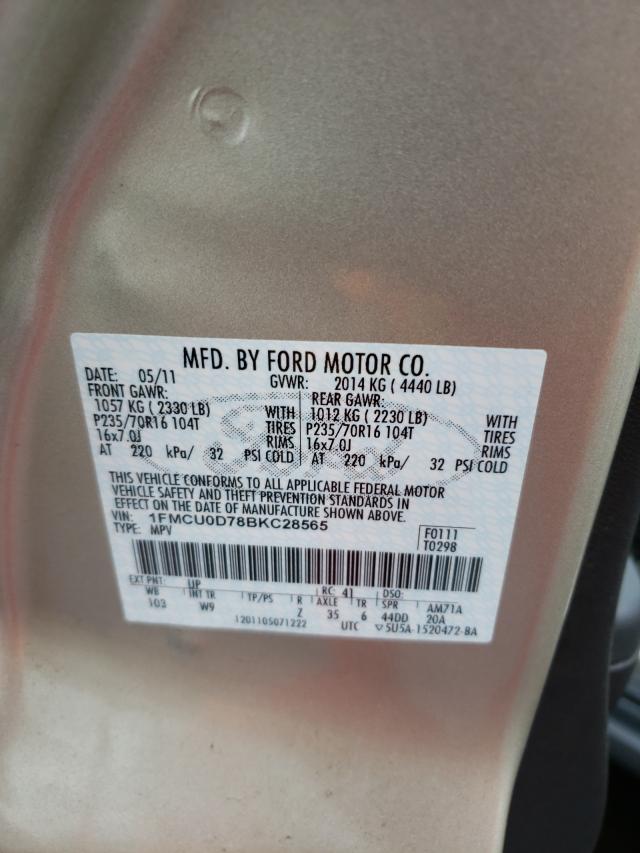 MFD. BY FORD MOTOR CO.
DATE: 05/11 GVWR: 2014 KG ( 4440 LB)
FRONT GAWR: REAR GAWR:
1057 KG ( 2330 LB) WITH 1012 KG ( 2230 LB) WITH
P235/70R16 104T TIRES P235/70R16 104T TIRES
16x7.0J RIMS 16x7.0J RIMS
AT 220 kPa/ 32 PSI COLD AT 220 kPa/ 32 PSI COLD
THIS VEHICLE CONFORMS TO ALL APPLICABLE FEDERAL MOTOR
VEHICLE SAFETY AND THEFT PREVENTION STANDARDS IN
EFFECT ON THE DATE OF MANUFACTURE SHOWN ABOVE.
VIN: 1FMCU0D78BKC28565
TYPE: MPV F0111
T0298
EXT PNT: UP RC: 41 DSO:
WB INT TR TP/PS R AXLE TR SPR AM71A
103 W9 Z 35 6 44DD 20A
1201105071222 UTC ▽5U5A-1520472-BA